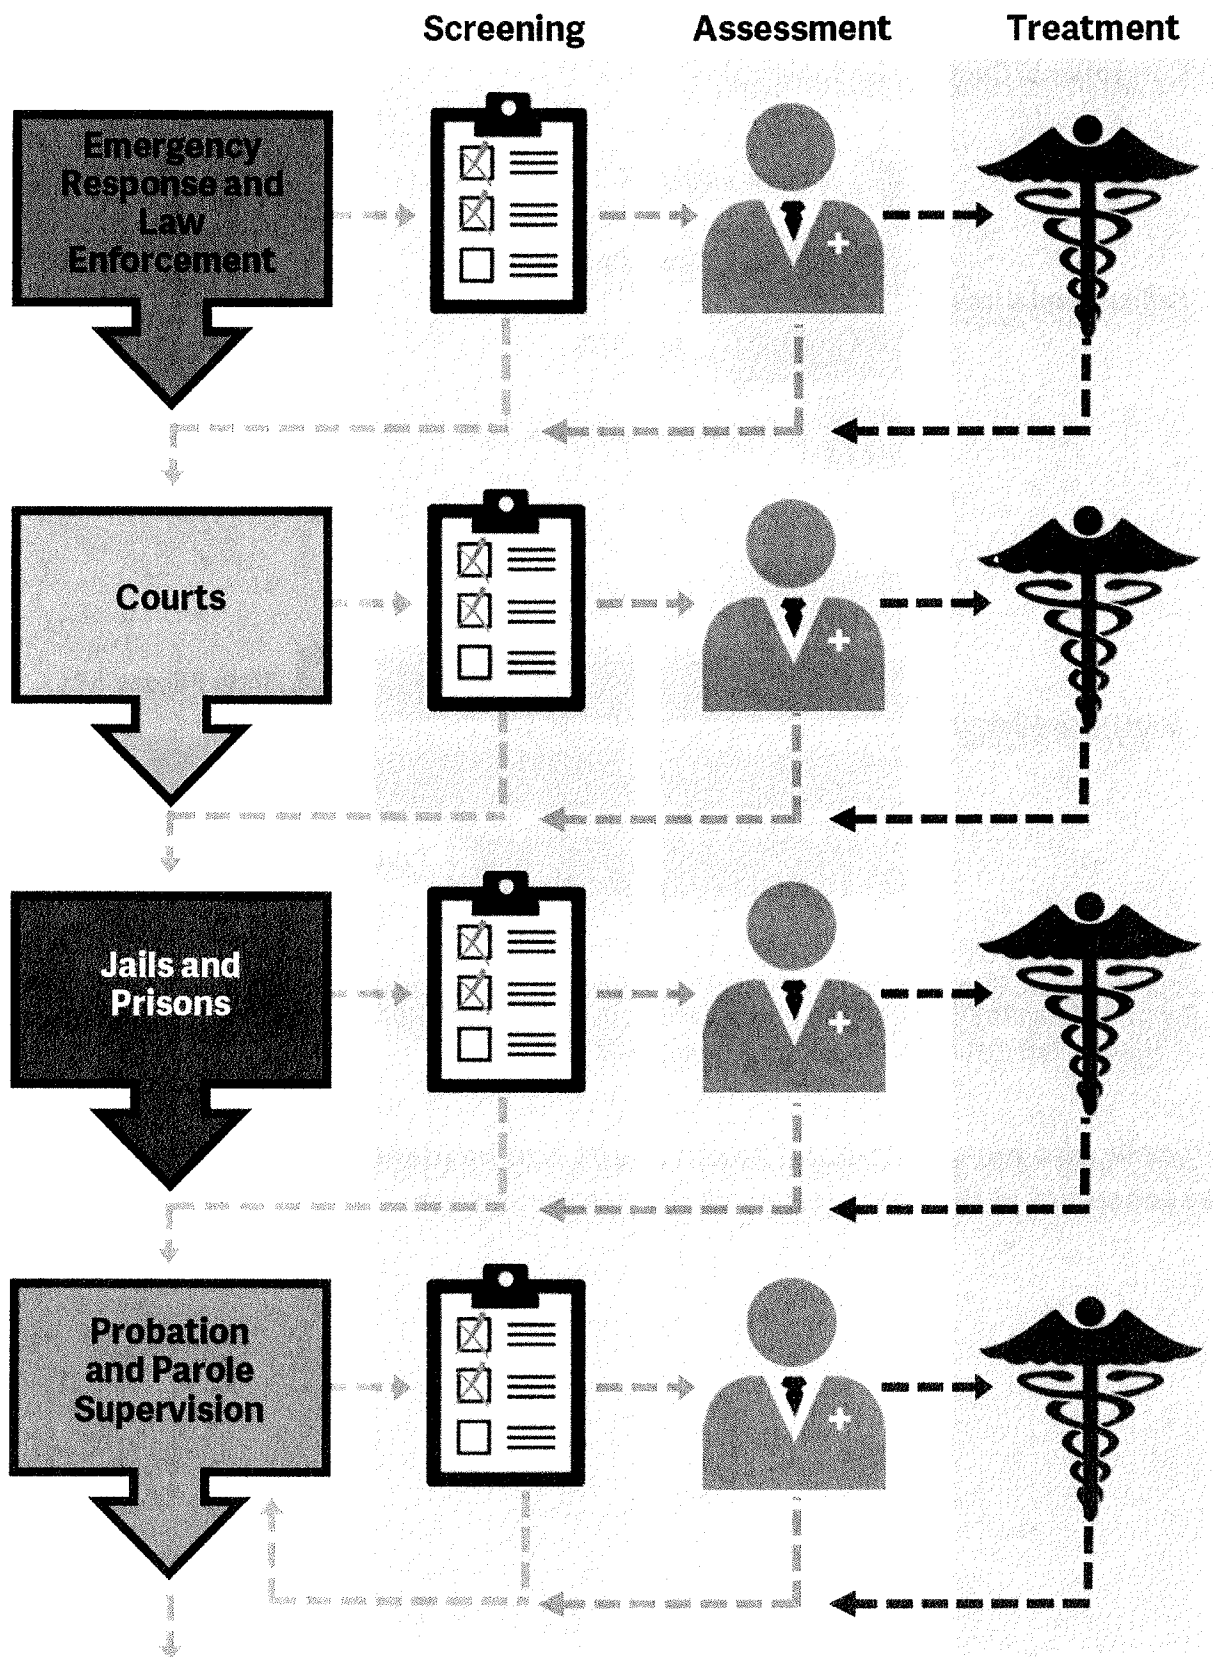 Screening
Assessment
Treatment
Emergency
Response and
Law
Enforcement
Courts
Jails and
Prisons
Probation
and Parole
Supervision